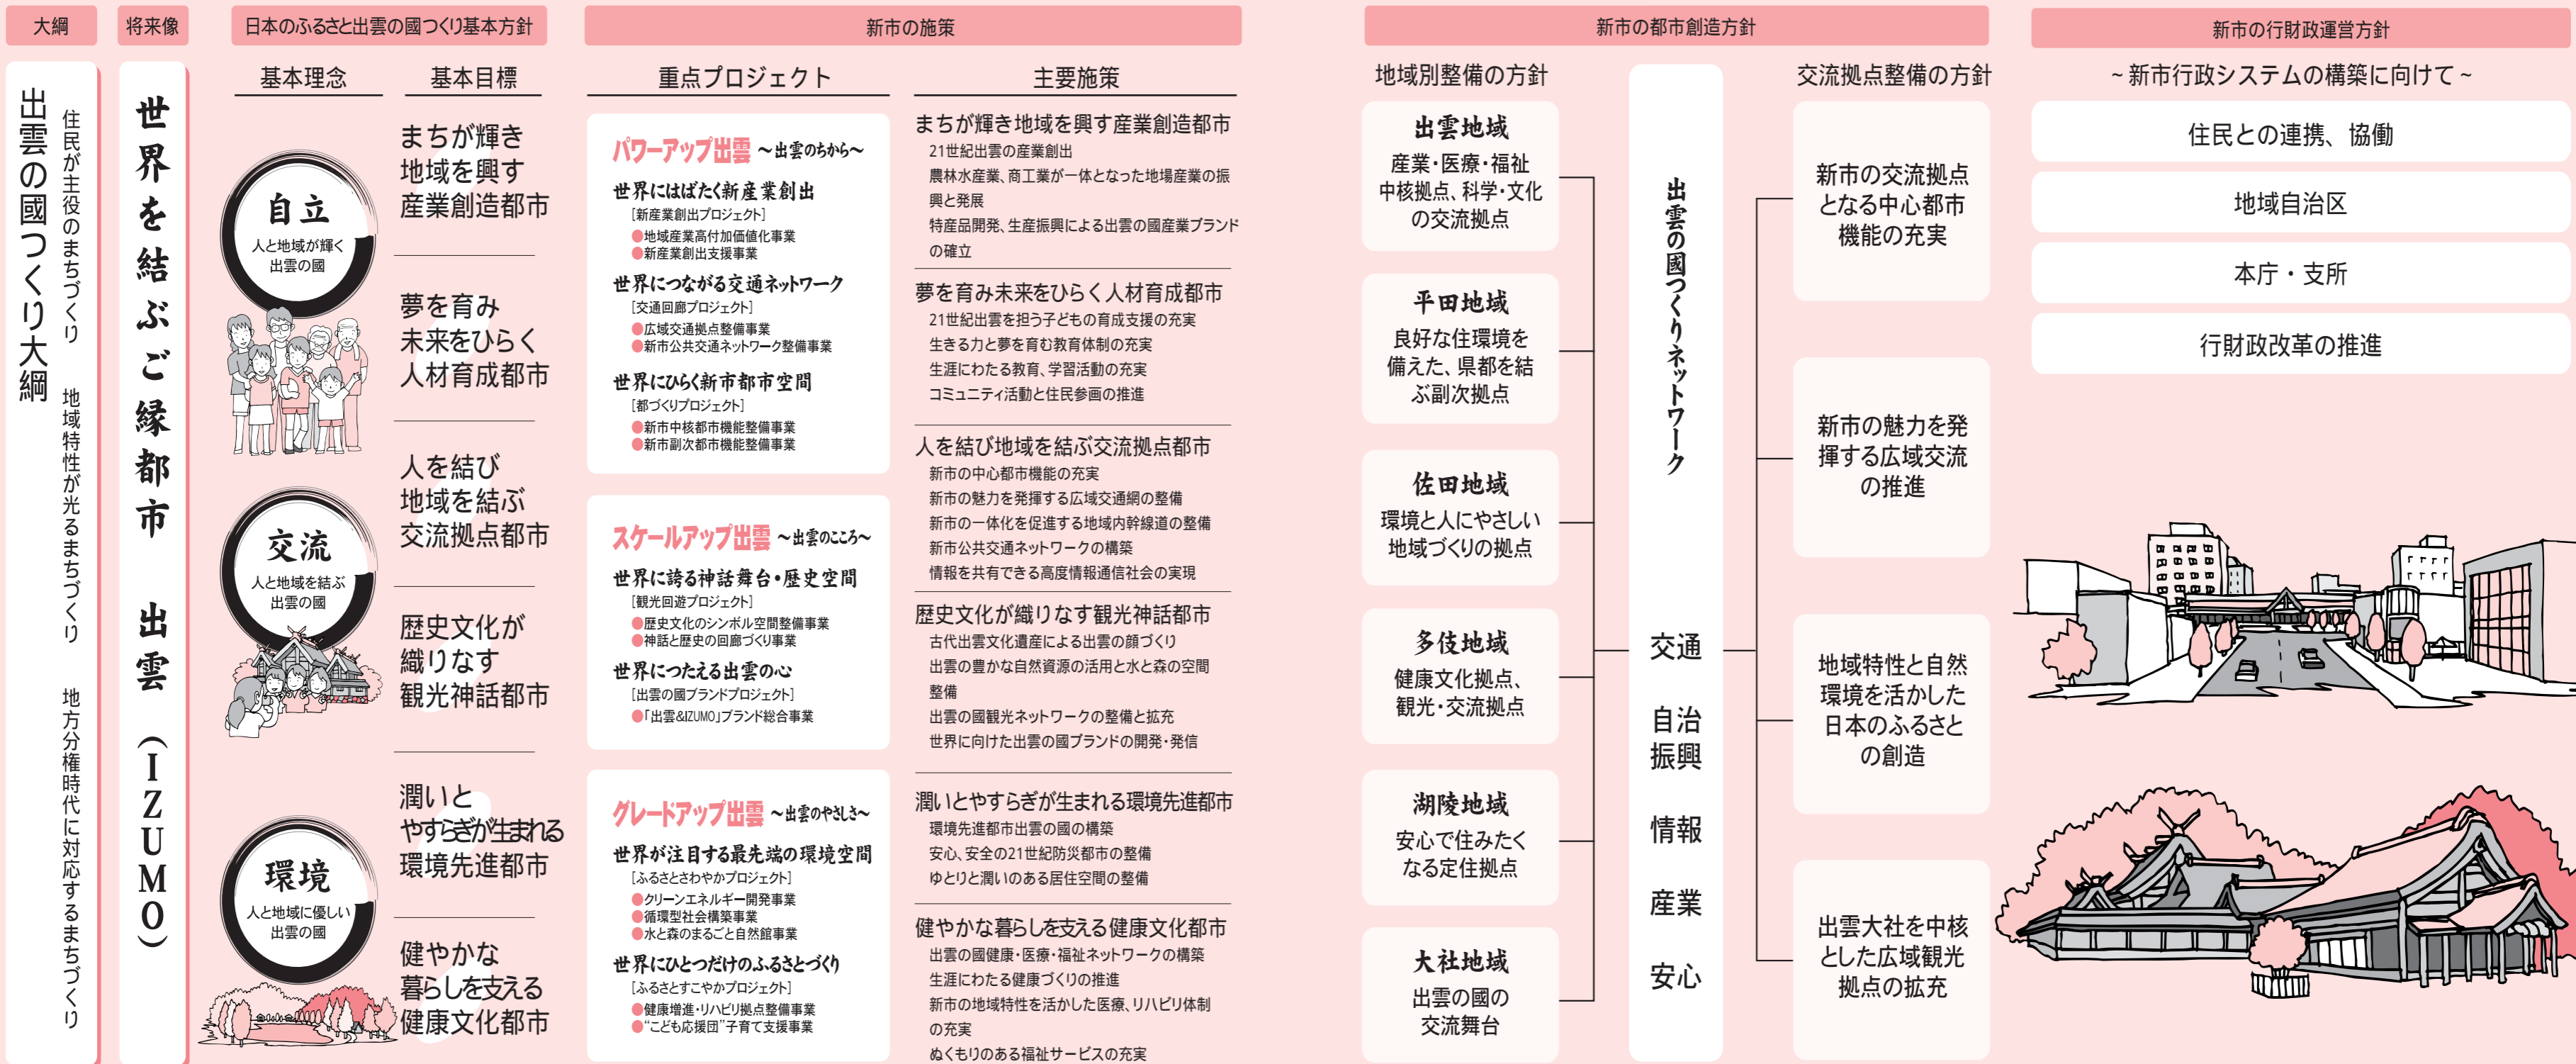 大綱
出雲の國つくり大綱
住民が主役のまちづくり　地域特性が光るまちづくり　地方分権時代に対応するまちづくり
将来像
世界を結ぶご縁都市　出雲（IZUMO）
日本のふるさと出雲の國つくり基本方針
基本理念
自立
人と地域が輝く
出雲の國
交流
人と地域を結ぶ
出雲の國
環境
人と地域に優しい
出雲の國
基本目標
まちが輝き
地域を興す
産業創造都市
夢を育み
未来をひらく
人材育成都市
人を結び
地域を結ぶ
交流拠点都市
歴史文化が
織りなす
観光神話都市
潤いと
やすらぎが生まれる
環境先進都市
健やかな
暮らしを支える
健康文化都市
新市の施策
重点プロジェクト
パワーアップ出雲 〜出雲のちから〜
世界にはばたく新産業創出
［新産業創出プロジェクト］
●地域産業高付加価値化事業
●新産業創出支援事業
世界につながる交通ネットワーク
［交通回廊プロジェクト］
●広域交通拠点整備事業
●新市公共交通ネットワーク整備事業
世界にひらく新市都市空間
［都づくりプロジェクト］
●新市中核都市機能整備事業
●新市副次都市機能整備事業
スケールアップ出雲 〜出雲のこころ〜
世界に誇る神話舞台・歴史空間
［観光回遊プロジェクト］
●歴史文化のシンボル空間整備事業
●神話と歴史の回廊づくり事業
世界につたえる出雲の心
［出雲の國ブランドプロジェクト］
●「出雲&IZUMO」ブランド総合事業
グレードアップ出雲 〜出雲のやさしさ〜
世界が注目する最先端の環境空間
［ふるさとさわやかプロジェクト］
●クリーンエネルギー開発事業
●循環型社会構築事業
●水と森のまるごと自然館事業
世界にひとつだけのふるさとづくり
［ふるさとすこやかプロジェクト］
●健康増進・リハビリ拠点整備事業
●“こども応援団”子育て支援事業
主要施策
まちが輝き地域を興す産業創造都市
21世紀出雲の産業創出
農林水産業、商工業が一体となった地場産業の振
興と発展
特産品開発、生産振興による出雲の國産業ブランド
の確立
夢を育み未来をひらく人材育成都市
21世紀出雲を担う子どもの育成支援の充実
生きる力と夢を育む教育体制の充実
生涯にわたる教育、学習活動の充実
コミュニティ活動と住民参画の推進
人を結び地域を結ぶ交流拠点都市
新市の中心都市機能の充実
新市の魅力を発揮する広域交通網の整備
新市の一体化を促進する地域内幹線道の整備
新市公共交通ネットワークの構築
情報を共有できる高度情報通信社会の実現
歴史文化が織りなす観光神話都市
古代出雲文化遺産による出雲の顔づくり
出雲の豊かな自然資源の活用と水と森の空間
整備
出雲の國観光ネットワークの整備と拡充
世界に向けた出雲の國ブランドの開発・発信
潤いとやすらぎが生まれる環境先進都市
環境先進都市出雲の國の構築
安心、安全の21世紀防災都市の整備
ゆとりと潤いのある居住空間の整備
健やかな暮らしを支える健康文化都市
出雲の國健康・医療・福祉ネットワークの構築
生涯にわたる健康づくりの推進
新市の地域特性を活かした医療、リハビリ体制
の充実
ぬくもりのある福祉サービスの充実
新市の都市創造方針
地域別整備の方針
出雲地域
産業・医療・福祉
中核拠点、科学・文化
の交流拠点
平田地域
良好な住環境を
備えた、県都を結
ぶ副次拠点
佐田地域
環境と人にやさしい
地域づくりの拠点
多伎地域
健康文化拠点、
観光・交流拠点
湖陵地域
安心で住みたく
なる定住拠点
大社地域
出雲の國の
交流舞台
出雲の國つくりネットワーク
交通
自治
振興
情報
産業
安心
交流拠点整備の方針
新市の交流拠点
となる中心都市
機能の充実
新市の魅力を発
揮する広域交流
の推進
地域特性と自然
環境を活かした
日本のふるさと
の創造
出雲大社を中核
とした広域観光
拠点の拡充
新市の行財政運営方針
～新市行政システムの構築に向けて～
住民との連携、協働
地域自治区
本庁・支所
行財政改革の推進